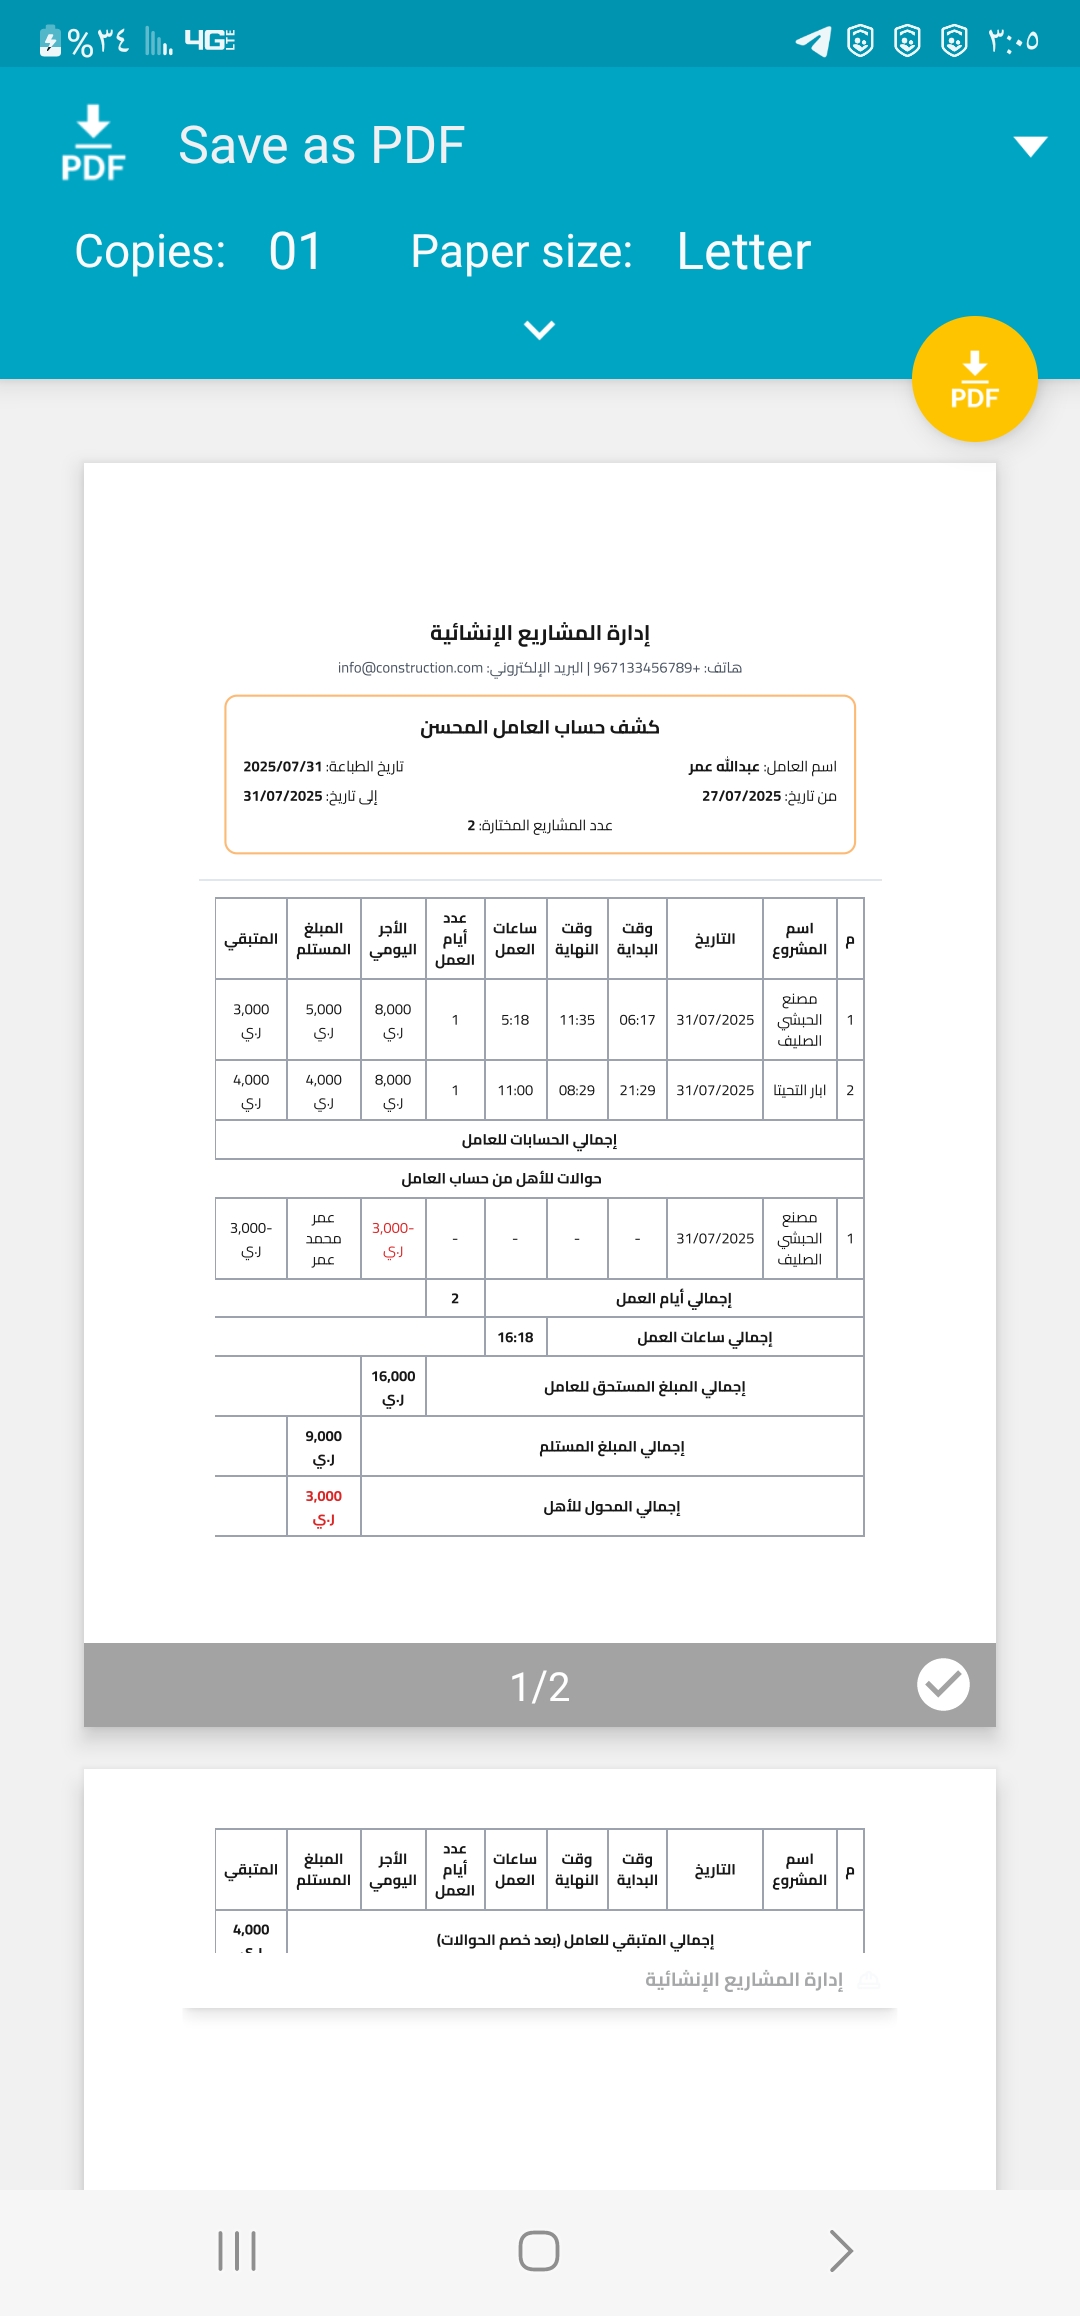 %٣٤ 4G LTE ٣:٠٥
PDF Save as PDF
Copies: 01 Paper size: Letter
PDF
إدارة المشاريع الإنشائية
هاتف: +967133456789 | البريد الإلكتروني: info@construction.com
كشف حساب العامل المحسن
اسم العامل: عبدالله عمر تاريخ الطباعة: 2025/07/31
من تاريخ: 27/07/2025 إلى تاريخ: 31/07/2025
عدد المشاريع المختارة: 2
م اسم المشروع التاريخ وقت البداية وقت النهاية ساعات العمل عدد أيام العمل الأجر اليومي المبلغ المستلم المتبقي
1 مصنع الحبشي الصليف 31/07/2025 06:17 11:35 5:18 1 8,000 ر.ي 5,000 ر.ي 3,000 ر.ي
2 ابار التحيتا 31/07/2025 21:29 08:29 11:00 1 8,000 ر.ي 4,000 ر.ي 4,000 ر.ي
إجمالي الحسابات للعامل
حوالات للأهل من حساب العامل
1 مصنع الحبشي الصليف 31/07/2025 - - - - -3,000 ر.ي عمر محمد عمر -3,000 ر.ي
إجمالي أيام العمل 2
إجمالي ساعات العمل 16:18
إجمالي المبلغ المستحق للعامل 16,000 ر.ي
إجمالي المبلغ المستلم 9,000 ر.ي
إجمالي المحول للأهل 3,000 ر.ي
1/2
م اسم المشروع التاريخ وقت البداية وقت النهاية ساعات العمل عدد أيام العمل الأجر اليومي المبلغ المستلم المتبقي
إجمالي المتبقي للعامل (بعد خصم الحوالات) 4,000
إدارة المشاريع الإنشائية